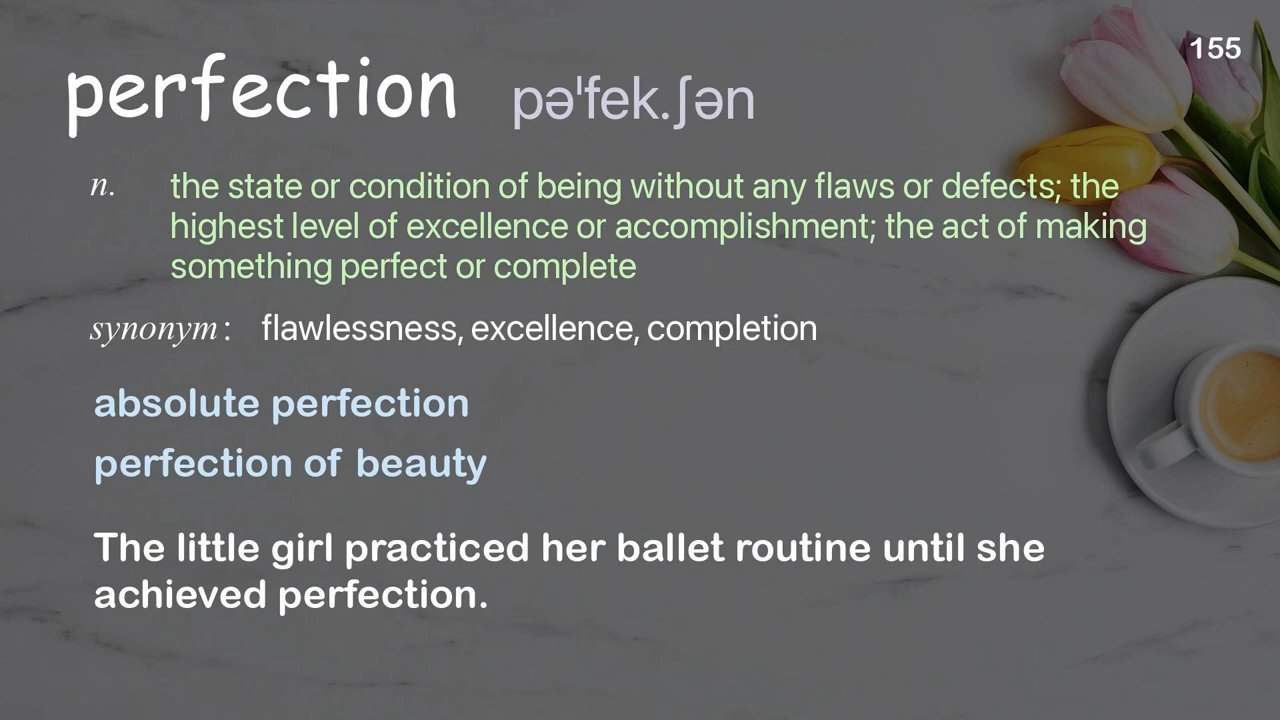 155
perfection pəˈfek.ʃən
n. the state or condition of being without any flaws or defects; the
highest level of excellence or accomplishment; the act of making
something perfect or complete
synonym: flawlessness, excellence, completion
absolute perfection
perfection of beauty
The little girl practiced her ballet routine until she
achieved perfection.